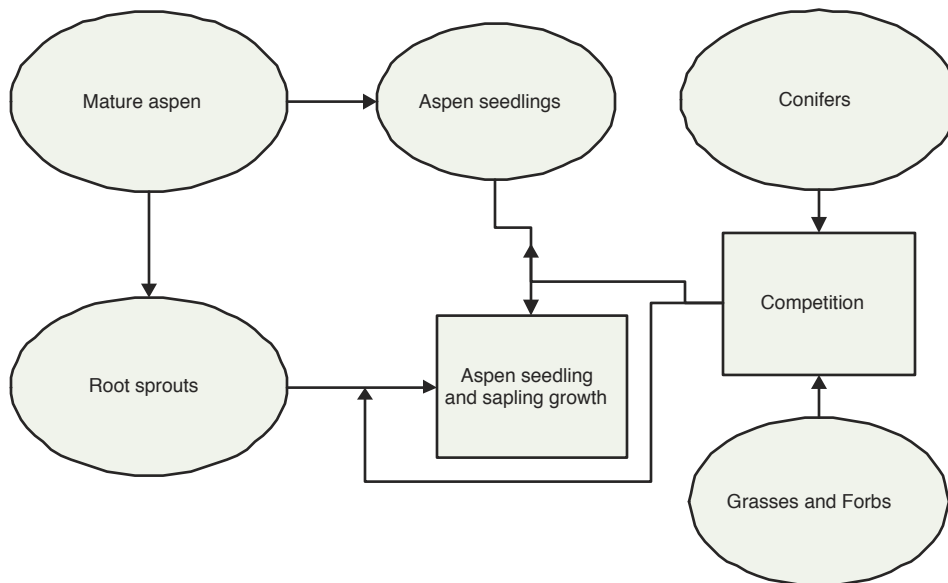 Mature aspen
Aspen seedlings
Conifers
Competition
Root sprouts
Aspen seedling
and sapling growth
Grasses and Forbs